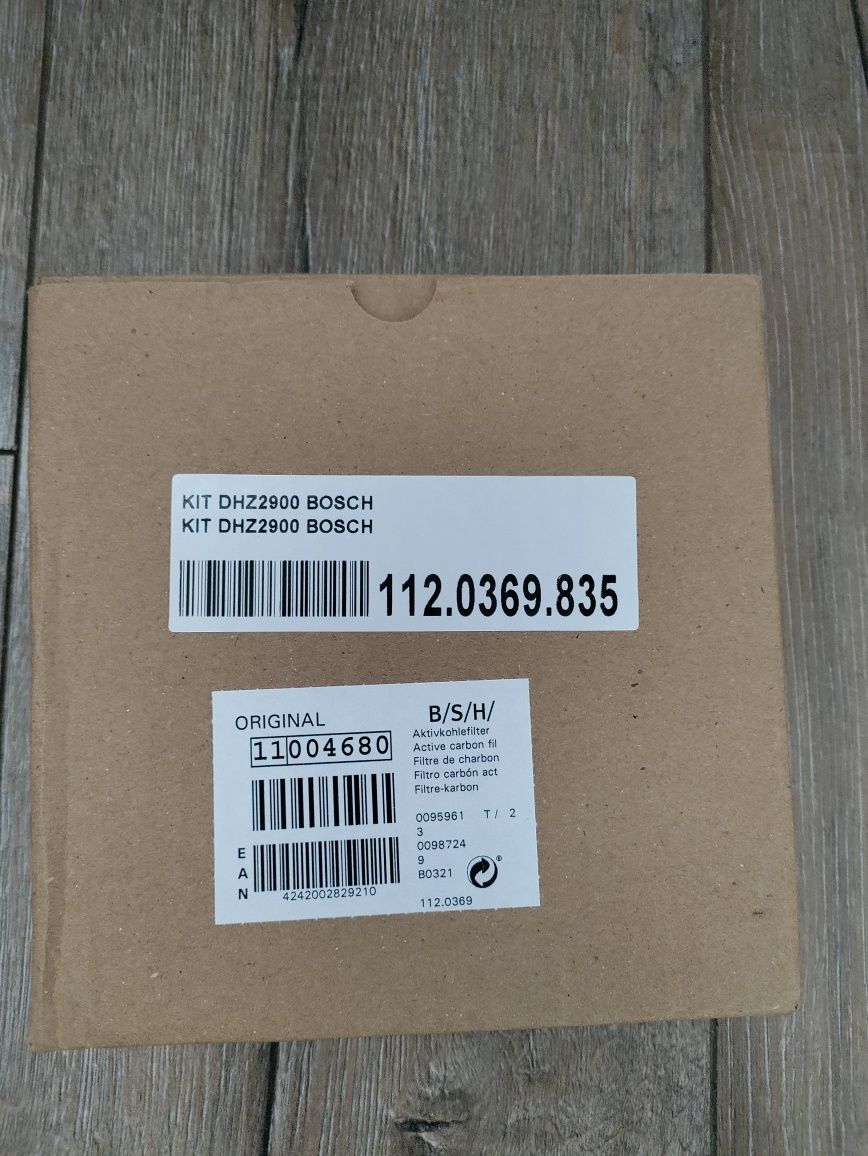 KIT DHZ2900 BOSCH
KIT DHZ2900 BOSCH
112.0369.835
ORIGINAL
11004680
B/S/H/
Aktivkohlefilter
Active carbon fil
Filtre de charbon
Filtro carbón act
Filtre-karbon
0095961 T/ 2
3
0098724
9
B0321
112.0369
EAN
4242002829210